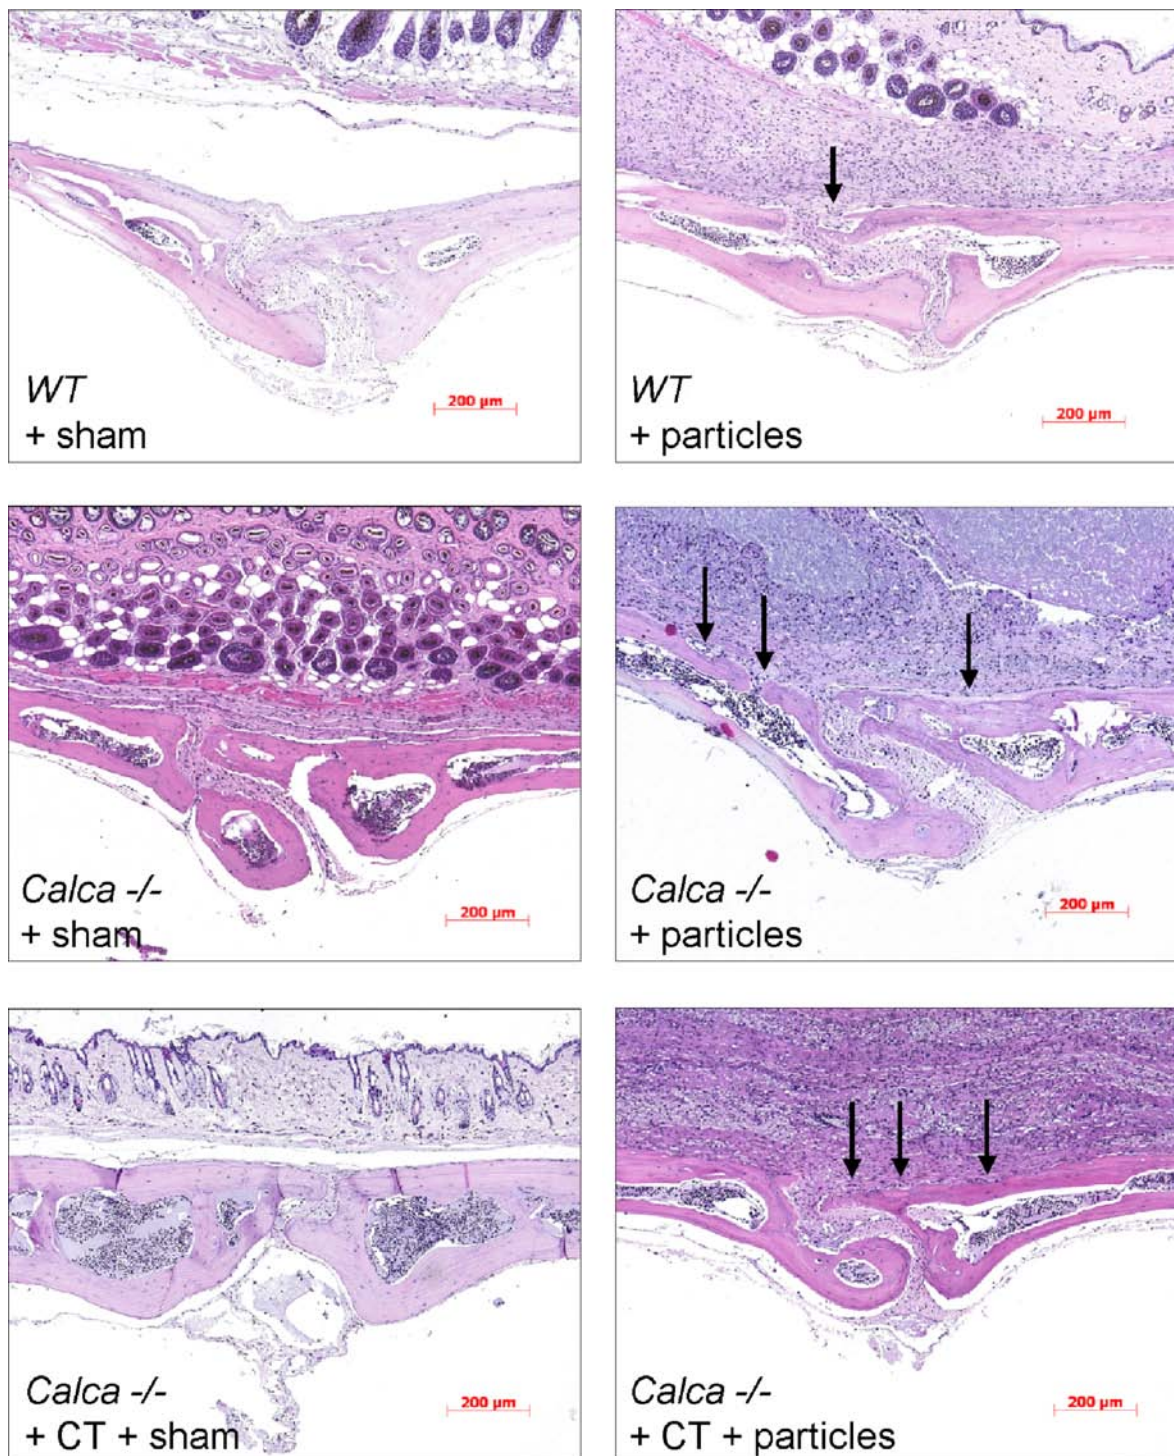 WT
+ sham
200 µm
WT
+ particles
200 µm
Calca -/-
+ sham
200 µm
Calca -/-
+ particles
200 µm
Calca -/-
+ CT + sham
200 µm
Calca -/-
+ CT + particles
200 µm